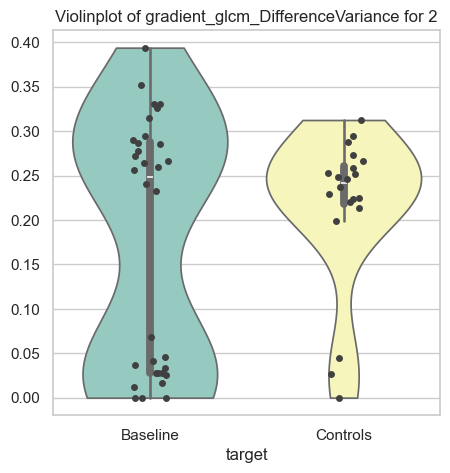 Violinplot of gradient_glcm_DifferenceVariance for 2
0.40
0.35
0.30
0.25
0.20
0.15
0.10
0.05
0.00
Baseline
Controls
target